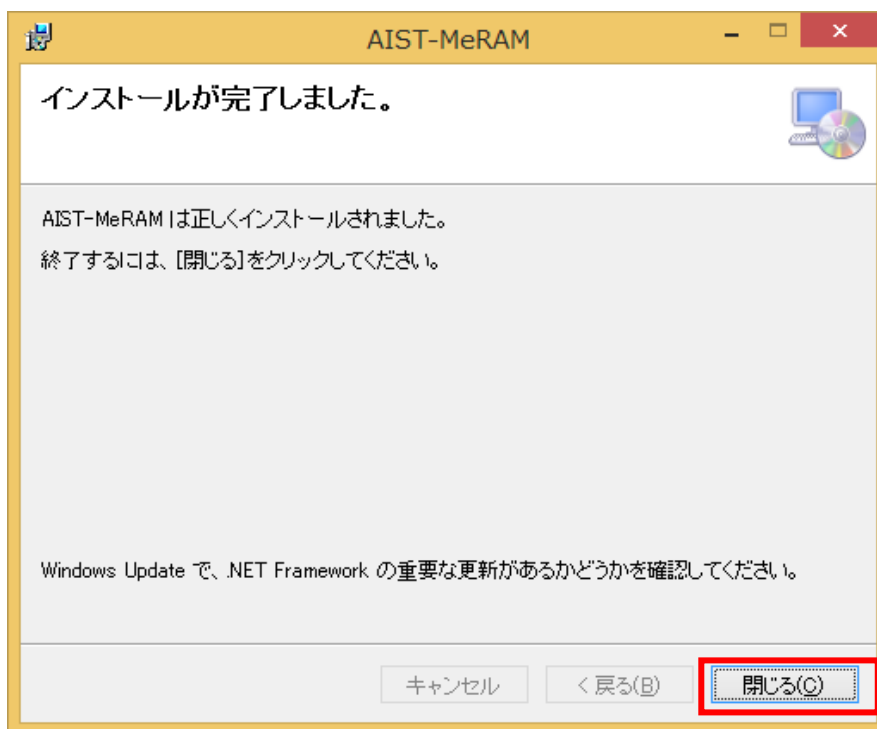 AIST-MeRAM
インストールが完了しました。
AIST-MeRAM は正しくインストールされました。
終了するには、[閉じる]をクリックしてください。
Windows Update で、.NET Framework の重要な更新があるかどうかを確認してください。
キャンセル
< 戻る(B)
閉じる(C)